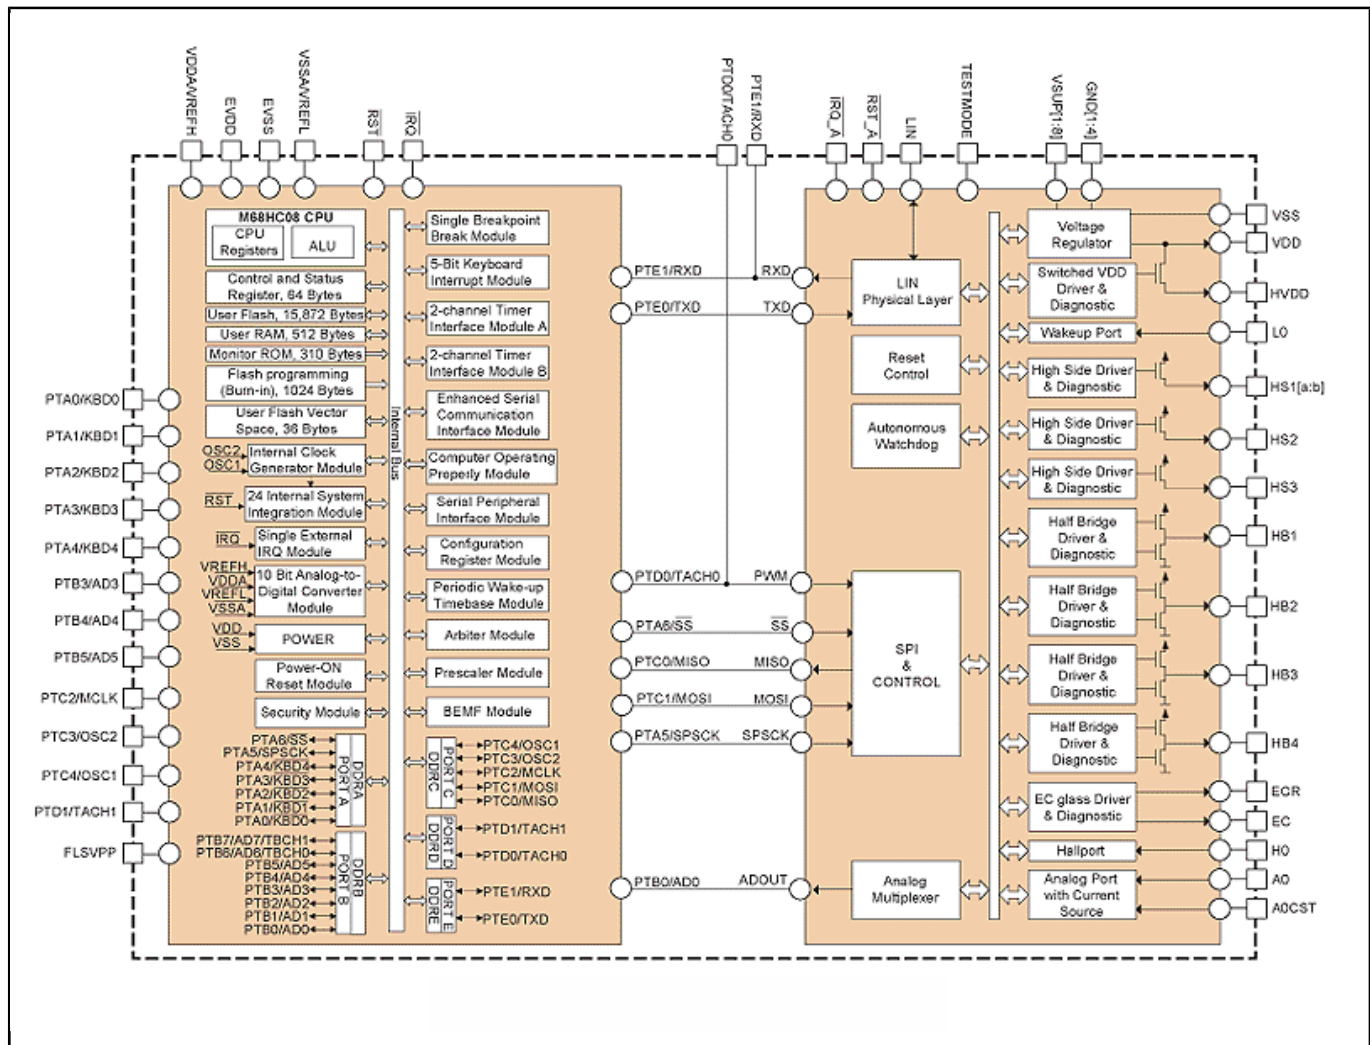 VDDA/VREFH
EVDD
EVSS
VSSA/VREFL
RST
IRQ
PTD0/TACH0
PTE1/RXD
IRQ_A
RST_A
LIN
TESTMODE
VSUP[1:8]
GND[1:4]
PTA0/KBD0
PTA1/KBD1
PTA2/KBD2
PTA3/KBD3
PTA4/KBD4
PTB3/AD3
PTB4/AD4
PTB5/AD5
PTC2/MCLK
PTC3/OSC2
PTC4/OSC1
PTD1/TACH1
FLSVPP
M68HC08 CPU
CPU
Registers
ALU
Control and Status
Register, 64 Bytes
User Flash, 15,872 Bytes
User RAM, 512 Bytes
Monitor ROM, 310 Bytes
Flash programming
(Burn-in), 1024 Bytes
User Flash Vector
Space, 36 Bytes
OSC2
OSC1
Internal Clock
Generator Module
RST
24 Internal System
Integration Module
IRQ
Single External
IRQ Module
VREFH
VDDA
VREFL
VSSA
10 Bit Analog-to-
Digital Converter
Module
VDD
VSS
POWER
Power-ON
Reset Module
Security Module
PTA6/SS
PTA5/SPSCK
PTA4/KBD4
PTA3/KBD3
PTA2/KBD2
PTA1/KBD1
PTA0/KBD0
PORT A
DDRA
PTB7/AD7/TBCH1
PTB6/AD6/TBCH0
PTB5/AD5
PTB4/AD4
PTB3/AD3
PTB2/AD2
PTB1/AD1
PTB0/AD0
PORT B
DDRB
Internal Bus
Single Breakpoint
Break Module
5-Bit Keyboard
Interrupt Module
2-channel Timer
Interface Module A
2-channel Timer
Interface Module B
Enhanced Serial
Communication
Interface Module
Computer Operating
Properly Module
Serial Peripheral
Interface Module
Configuration
Register Module
Periodic Wake-up
Timebase Module
Arbiter Module
Prescaler Module
BEMF Module
DDRC
PORT C
PTC4/OSC1
PTC3/OSC2
PTC2/MCLK
PTC1/MOSI
PTC0/MISO
DDRD
PORT D
PTD1/TACH1
PTD0/TACH0
DDRE
PORT E
PTE1/RXD
PTE0/TXD
PTE1/RXD
RXD
PTE0/TXD
TXD
PTD0/TACH0
PWM
PTA6/SS
SS
PTC0/MISO
MISO
PTC1/MOSI
MOSI
PTA5/SPSCK
SPSCK
PTB0/AD0
ADOUT
LIN
Physical Layer
Reset
Control
Autonomous
Watchdog
SPI
&
CONTROL
Analog
Multiplexer
Voltage
Regulator
Switched VDD
Driver &
Diagnostic
Wakeup Port
High Side Driver
& Diagnostic
High Side Driver
& Diagnostic
High Side Driver
& Diagnostic
Half Bridge
Driver &
Diagnostic
Half Bridge
Driver &
Diagnostic
Half Bridge
Driver &
Diagnostic
Half Bridge
Driver &
Diagnostic
EC glass Driver
& Diagnostic
Hallport
Analog Port
with Current
Source
VSS
VDD
HVDD
L0
HS1[a:b]
HS2
HS3
HB1
HB2
HB3
HB4
ECR
EC
H0
A0
A0CST